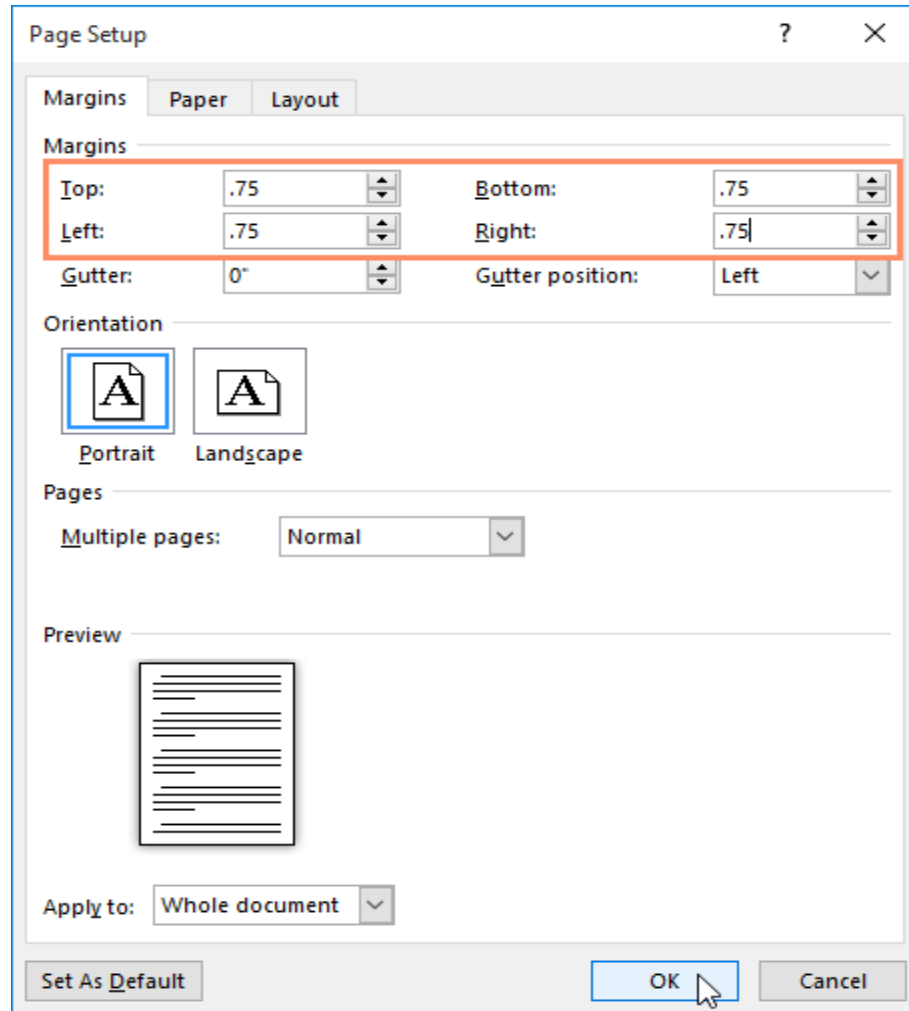 Page Setup ?
Margins Paper Layout
Margins
Top: .75 Bottom: .75
Left: .75 Right: .75
Gutter: 0" Gutter position: Left
Orientation
A A
Portrait Landscape
Pages
Multiple pages: Normal
Preview
Apply to: Whole document
Set As Default OK Cancel